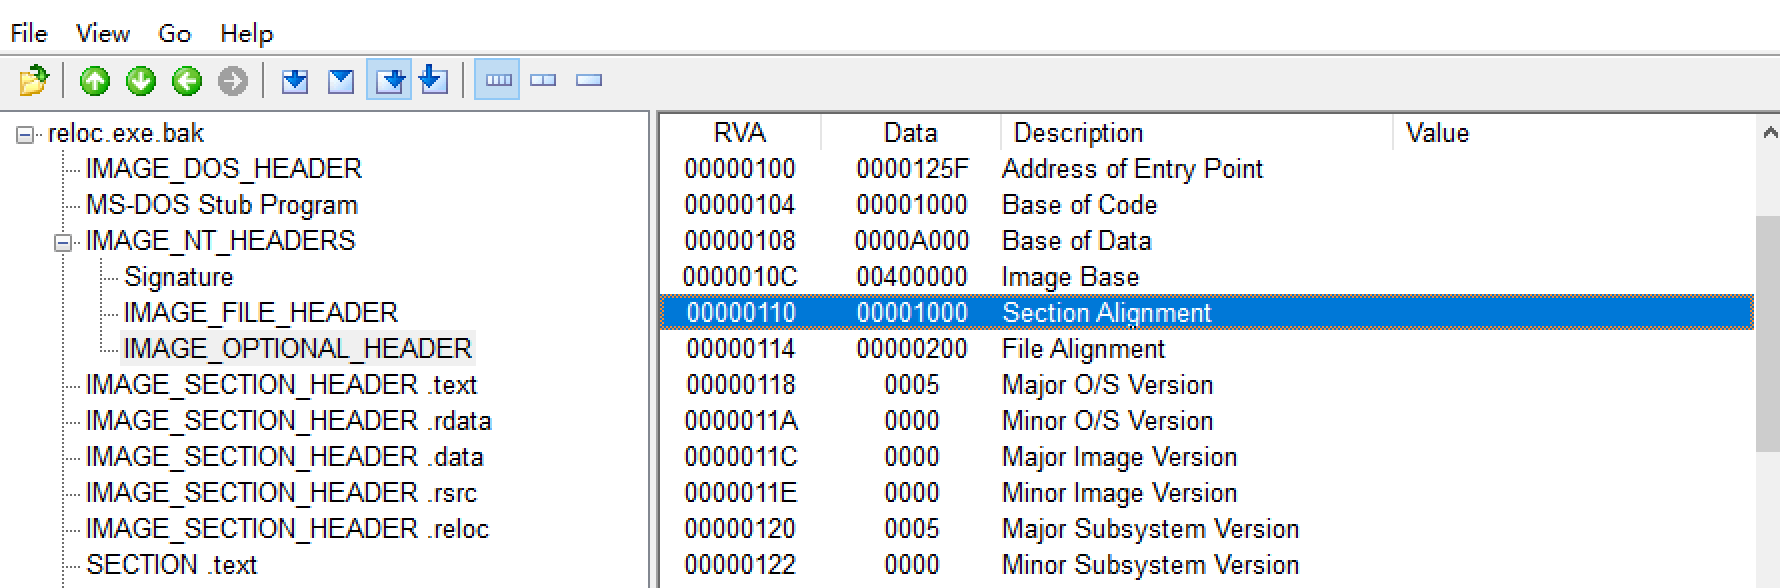 File View Go Help
reloc.exe.bak
IMAGE_DOS_HEADER
MS-DOS Stub Program
IMAGE_NT_HEADERS
Signature
IMAGE_FILE_HEADER
IMAGE_OPTIONAL_HEADER
IMAGE_SECTION_HEADER .text
IMAGE_SECTION_HEADER .rdata
IMAGE_SECTION_HEADER .data
IMAGE_SECTION_HEADER .rsrc
IMAGE_SECTION_HEADER .reloc
SECTION .text
RVA Data Description Value
00000100 0000125F Address of Entry Point
00000104 00001000 Base of Code
00000108 0000A000 Base of Data
0000010C 00400000 Image Base
00000110 00001000 Section Alignment
00000114 00000200 File Alignment
00000118 0005 Major O/S Version
0000011A 0000 Minor O/S Version
0000011C 0000 Major Image Version
0000011E 0000 Minor Image Version
00000120 0005 Major Subsystem Version
00000122 0000 Minor Subsystem Version